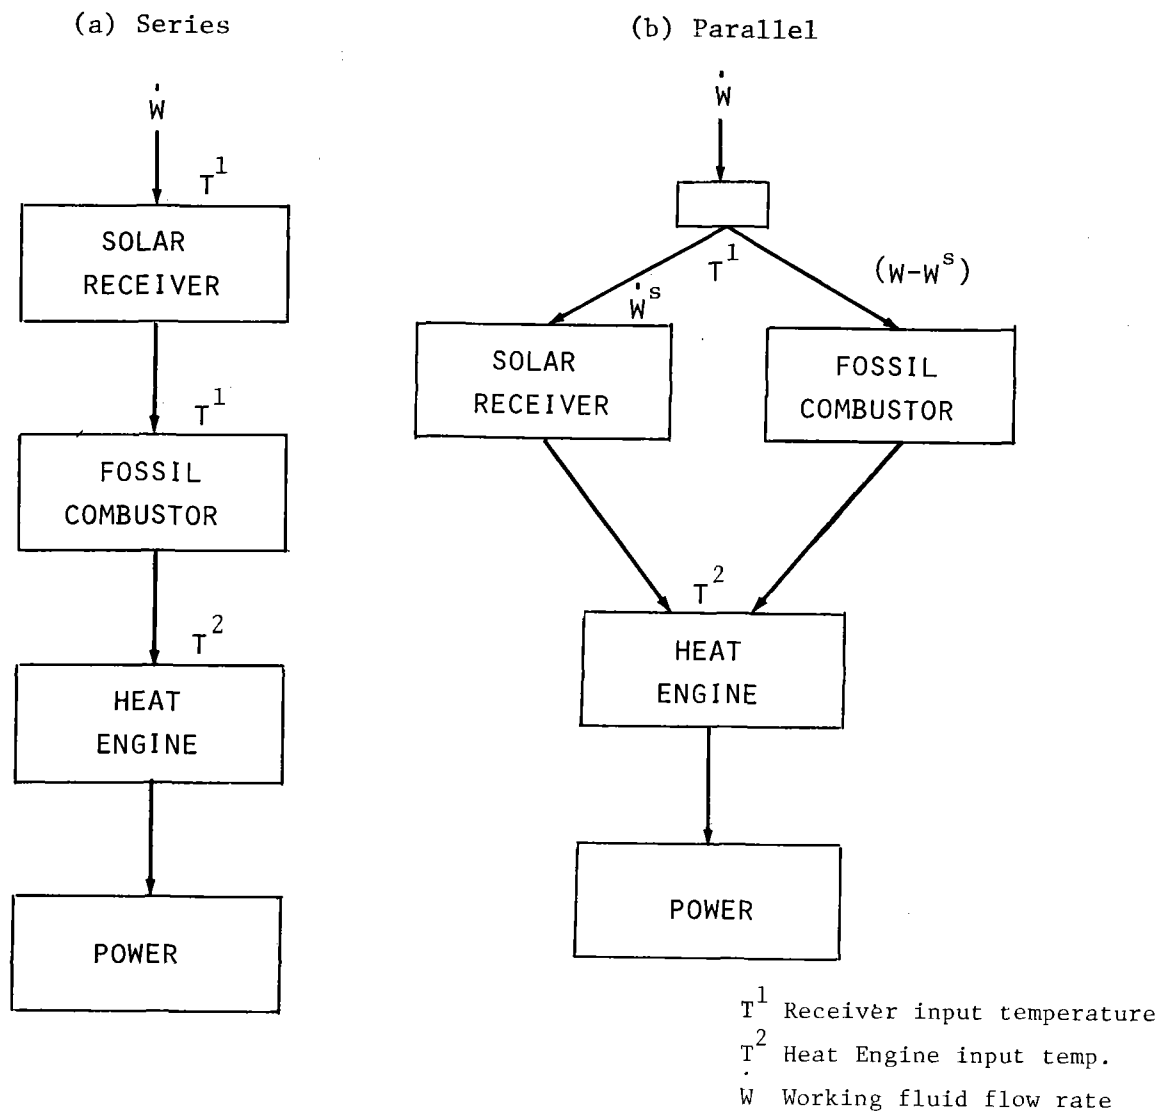 (a) Series
Ẇ
T¹
SOLAR
RECEIVER
T¹
FOSSIL
COMBUSTOR
T²
HEAT
ENGINE
POWER
(b) Parallel
Ẇ
T¹
Ẇˢ
(W-Wˢ)
SOLAR
RECEIVER
FOSSIL
COMBUSTOR
T²
HEAT
ENGINE
POWER
T¹ Receiver input temperature
T² Heat Engine input temp.
Ẇ Working fluid flow rate